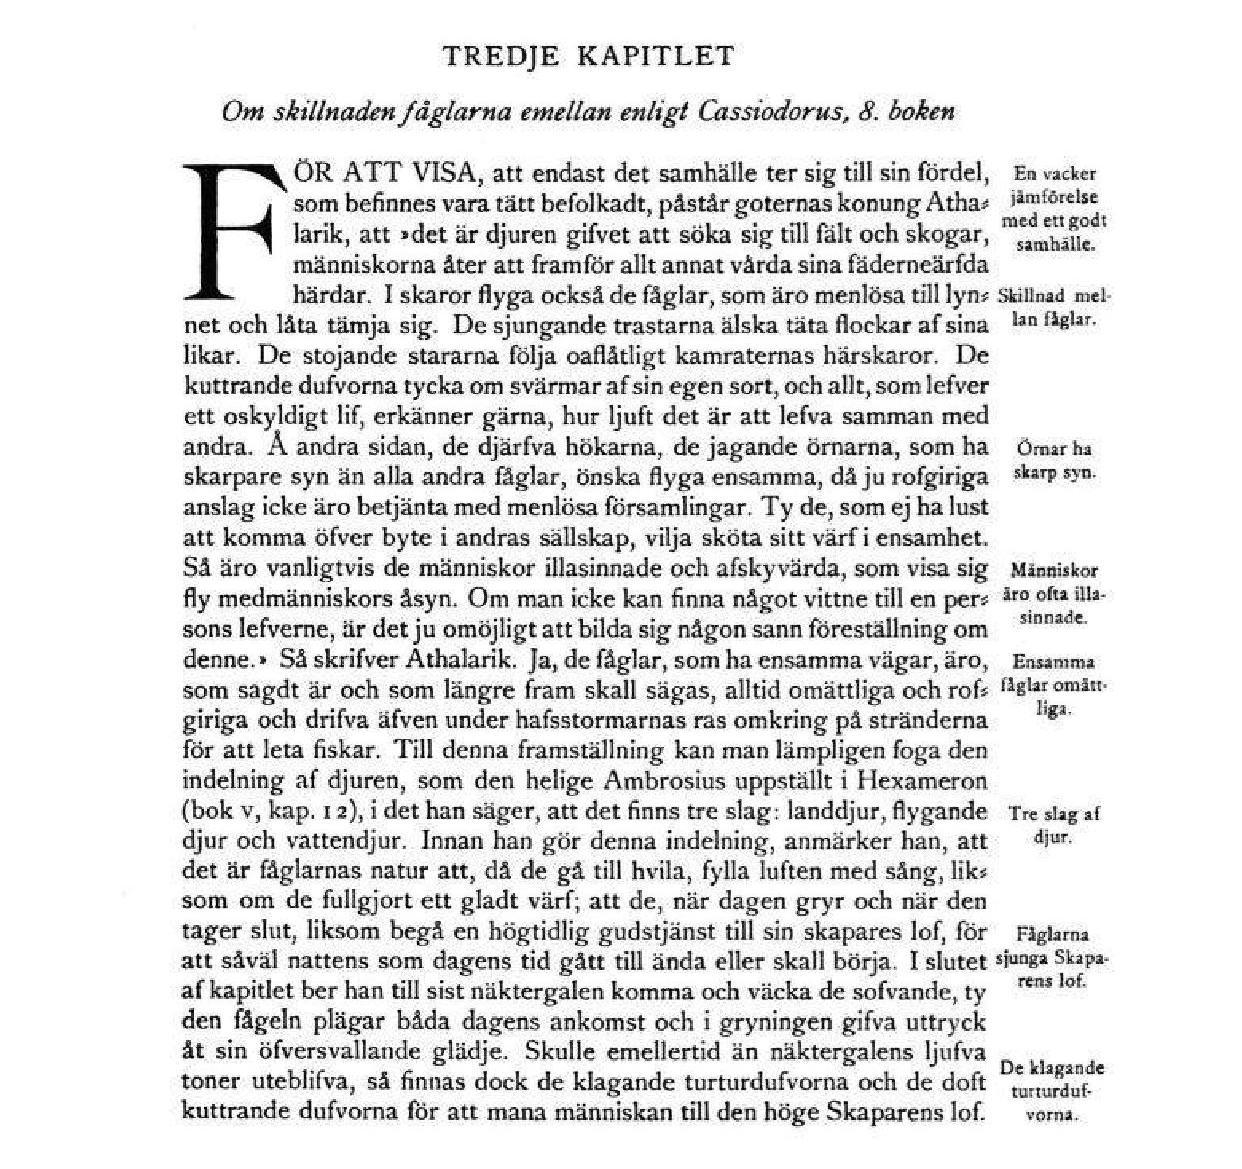 TREDJE KAPITLET
Om skillnaden fåglarna emellan enligt Cassiodorus, 8. boken
FÖR ATT VISA, att endast det samhälle ter sig till sin fördel,
som befinnes vara tätt befolkadt, påstår goternas konung Atha⸗
larik, att »det är djuren gifvet att söka sig till fält och skogar,
människorna åter att framför allt annat vårda sina fäderneärfda
härdar. I skaror flyga också de fåglar, som äro menlösa till lyn⸗
net och låta tämja sig. De sjungande trastarna älska täta flockar af sina
likar. De stojande stararna följa oaflåtligt kamraternas härskaror. De
kuttrande dufvorna tycka om svärmar af sin egen sort, och allt, som lefver
ett oskyldigt lif, erkänner gärna, hur ljuft det är att lefva samman med
andra. Å andra sidan, de djärfva hökarna, de jagande örnarna, som ha
skarpare syn än alla andra fåglar, önska flyga ensamma, då ju rofgiriga
anslag icke äro betjänta med menlösa församlingar. Ty de, som ej ha lust
att komma öfver byte i andras sällskap, vilja sköta sitt värf i ensamhet.
Så äro vanligtvis de människor illasinnade och afskyvärda, som visa sig
fly medmänniskors åsyn. Om man icke kan finna något vittne till en per⸗
sons lefverne, är det ju omöjligt att bilda sig någon sann föreställning om
denne.» Så skrifver Athalarik. Ja, de fåglar, som ha ensamma vägar, äro,
som sagdt är och som längre fram skall sägas, alltid omättliga och rof⸗
giriga och drifva äfven under hafsstormarnas ras omkring på stränderna
för att leta fiskar. Till denna framställning kan man lämpligen foga den
indelning af djuren, som den helige Ambrosius uppställt i Hexameron
(bok v, kap. 12), i det han säger, att det finns tre slag: landdjur, flygande
djur och vattendjur. Innan han gör denna indelning, anmärker han, att
det är fåglarnas natur att, då de gå till hvila, fylla luften med sång, lik⸗
som om de fullgjort ett gladt värf; att de, när dagen gryr och när den
tager slut, liksom begå en högtidlig gudstjänst till sin skapares lof, för
att såväl nattens som dagens tid gått till ända eller skall börja. I slutet
af kapitlet ber han till sist näktergalen komma och väcka de sofvande, ty
den fågeln plägar båda dagens ankomst och i gryningen gifva uttryck
åt sin öfversvallande glädje. Skulle emellertid än näktergalens ljufva
toner uteblifva, så finnas dock de klagande turturdufvorna och de doft
kuttrande dufvorna för att mana människan till den höge Skaparens lof.
En vacker
jämförelse
med ett godt
samhälle.
Skillnad mel-
lan fåglar.
Örnar ha
skarp syn.
Människor
äro ofta illa-
sinnade.
Ensamma
fåglar omätt-
liga.
Tre slag af
djur.
Fåglarna
sjunga Skapa-
rens lof.
De klagande
turturduf-
vorna.